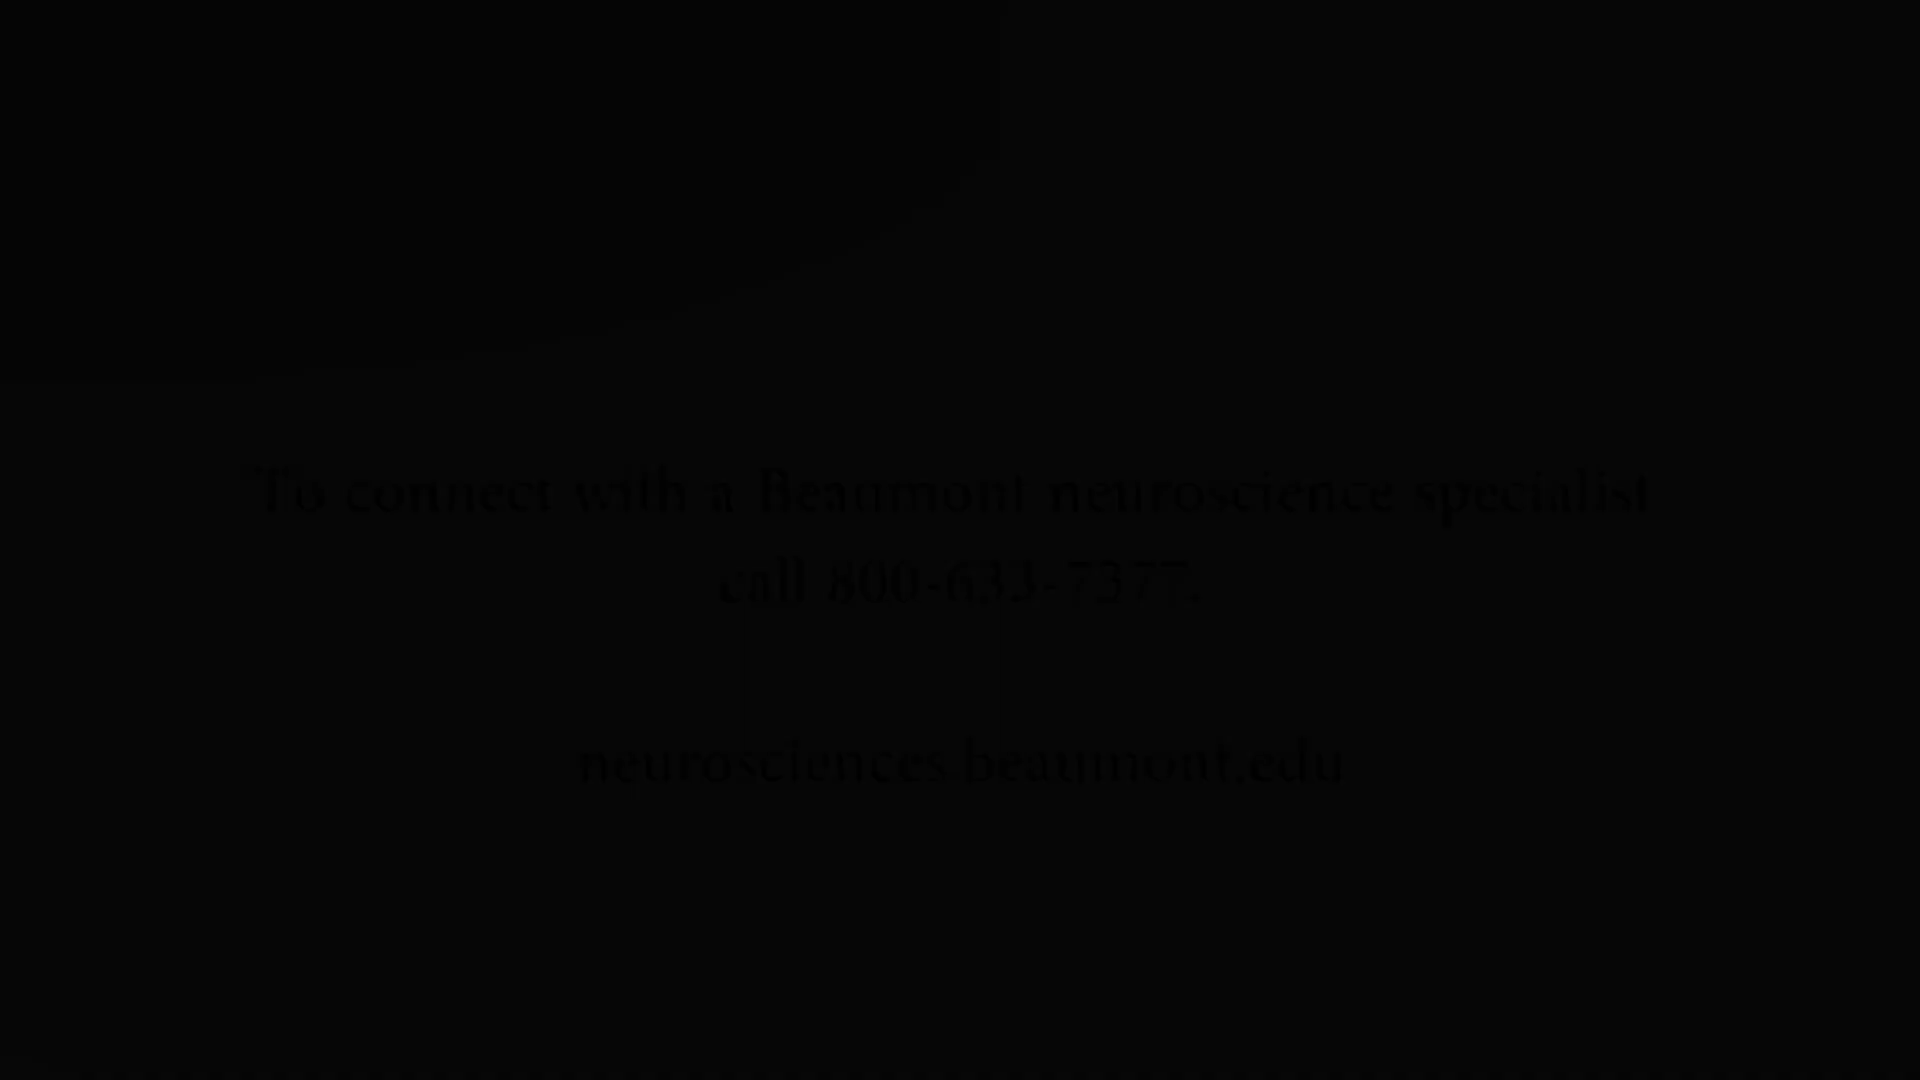 To connect with a Beaumont neuroscience specialist
call 800-633-7377.
neurosciences.beaumont.edu